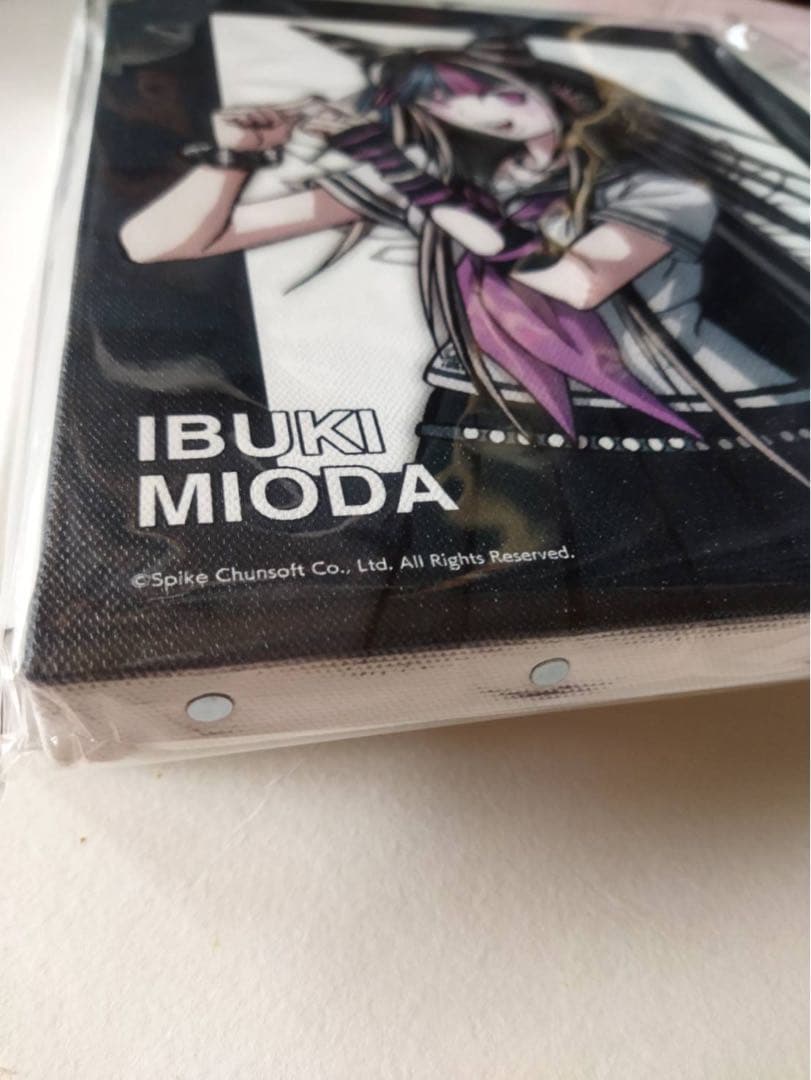 IBUKI
MIODA
©Spike Chunsoft Co., Ltd. All Rights Reserved.